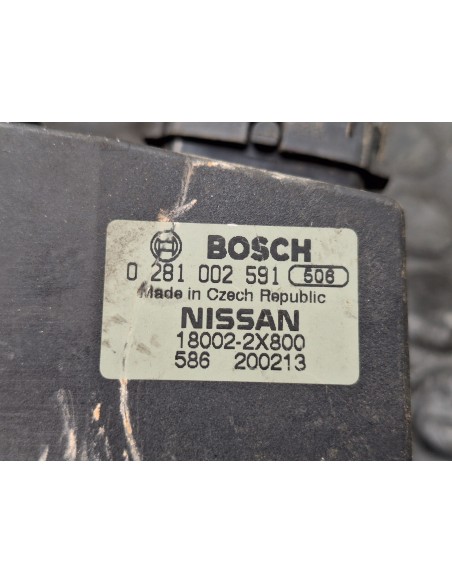 BOSCH
0 281 002 591 506
Made in Czech Republic
NISSAN
18002-2X800
586 200213